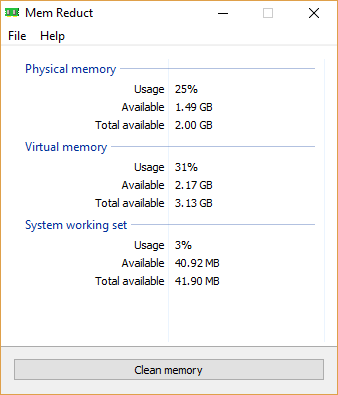 Mem Reduct
File Help
Physical memory
Usage 25%
Available 1.49 GB
Total available 2.00 GB
Virtual memory
Usage 31%
Available 2.17 GB
Total available 3.13 GB
System working set
Usage 3%
Available 40.92 MB
Total available 41.90 MB
Clean memory